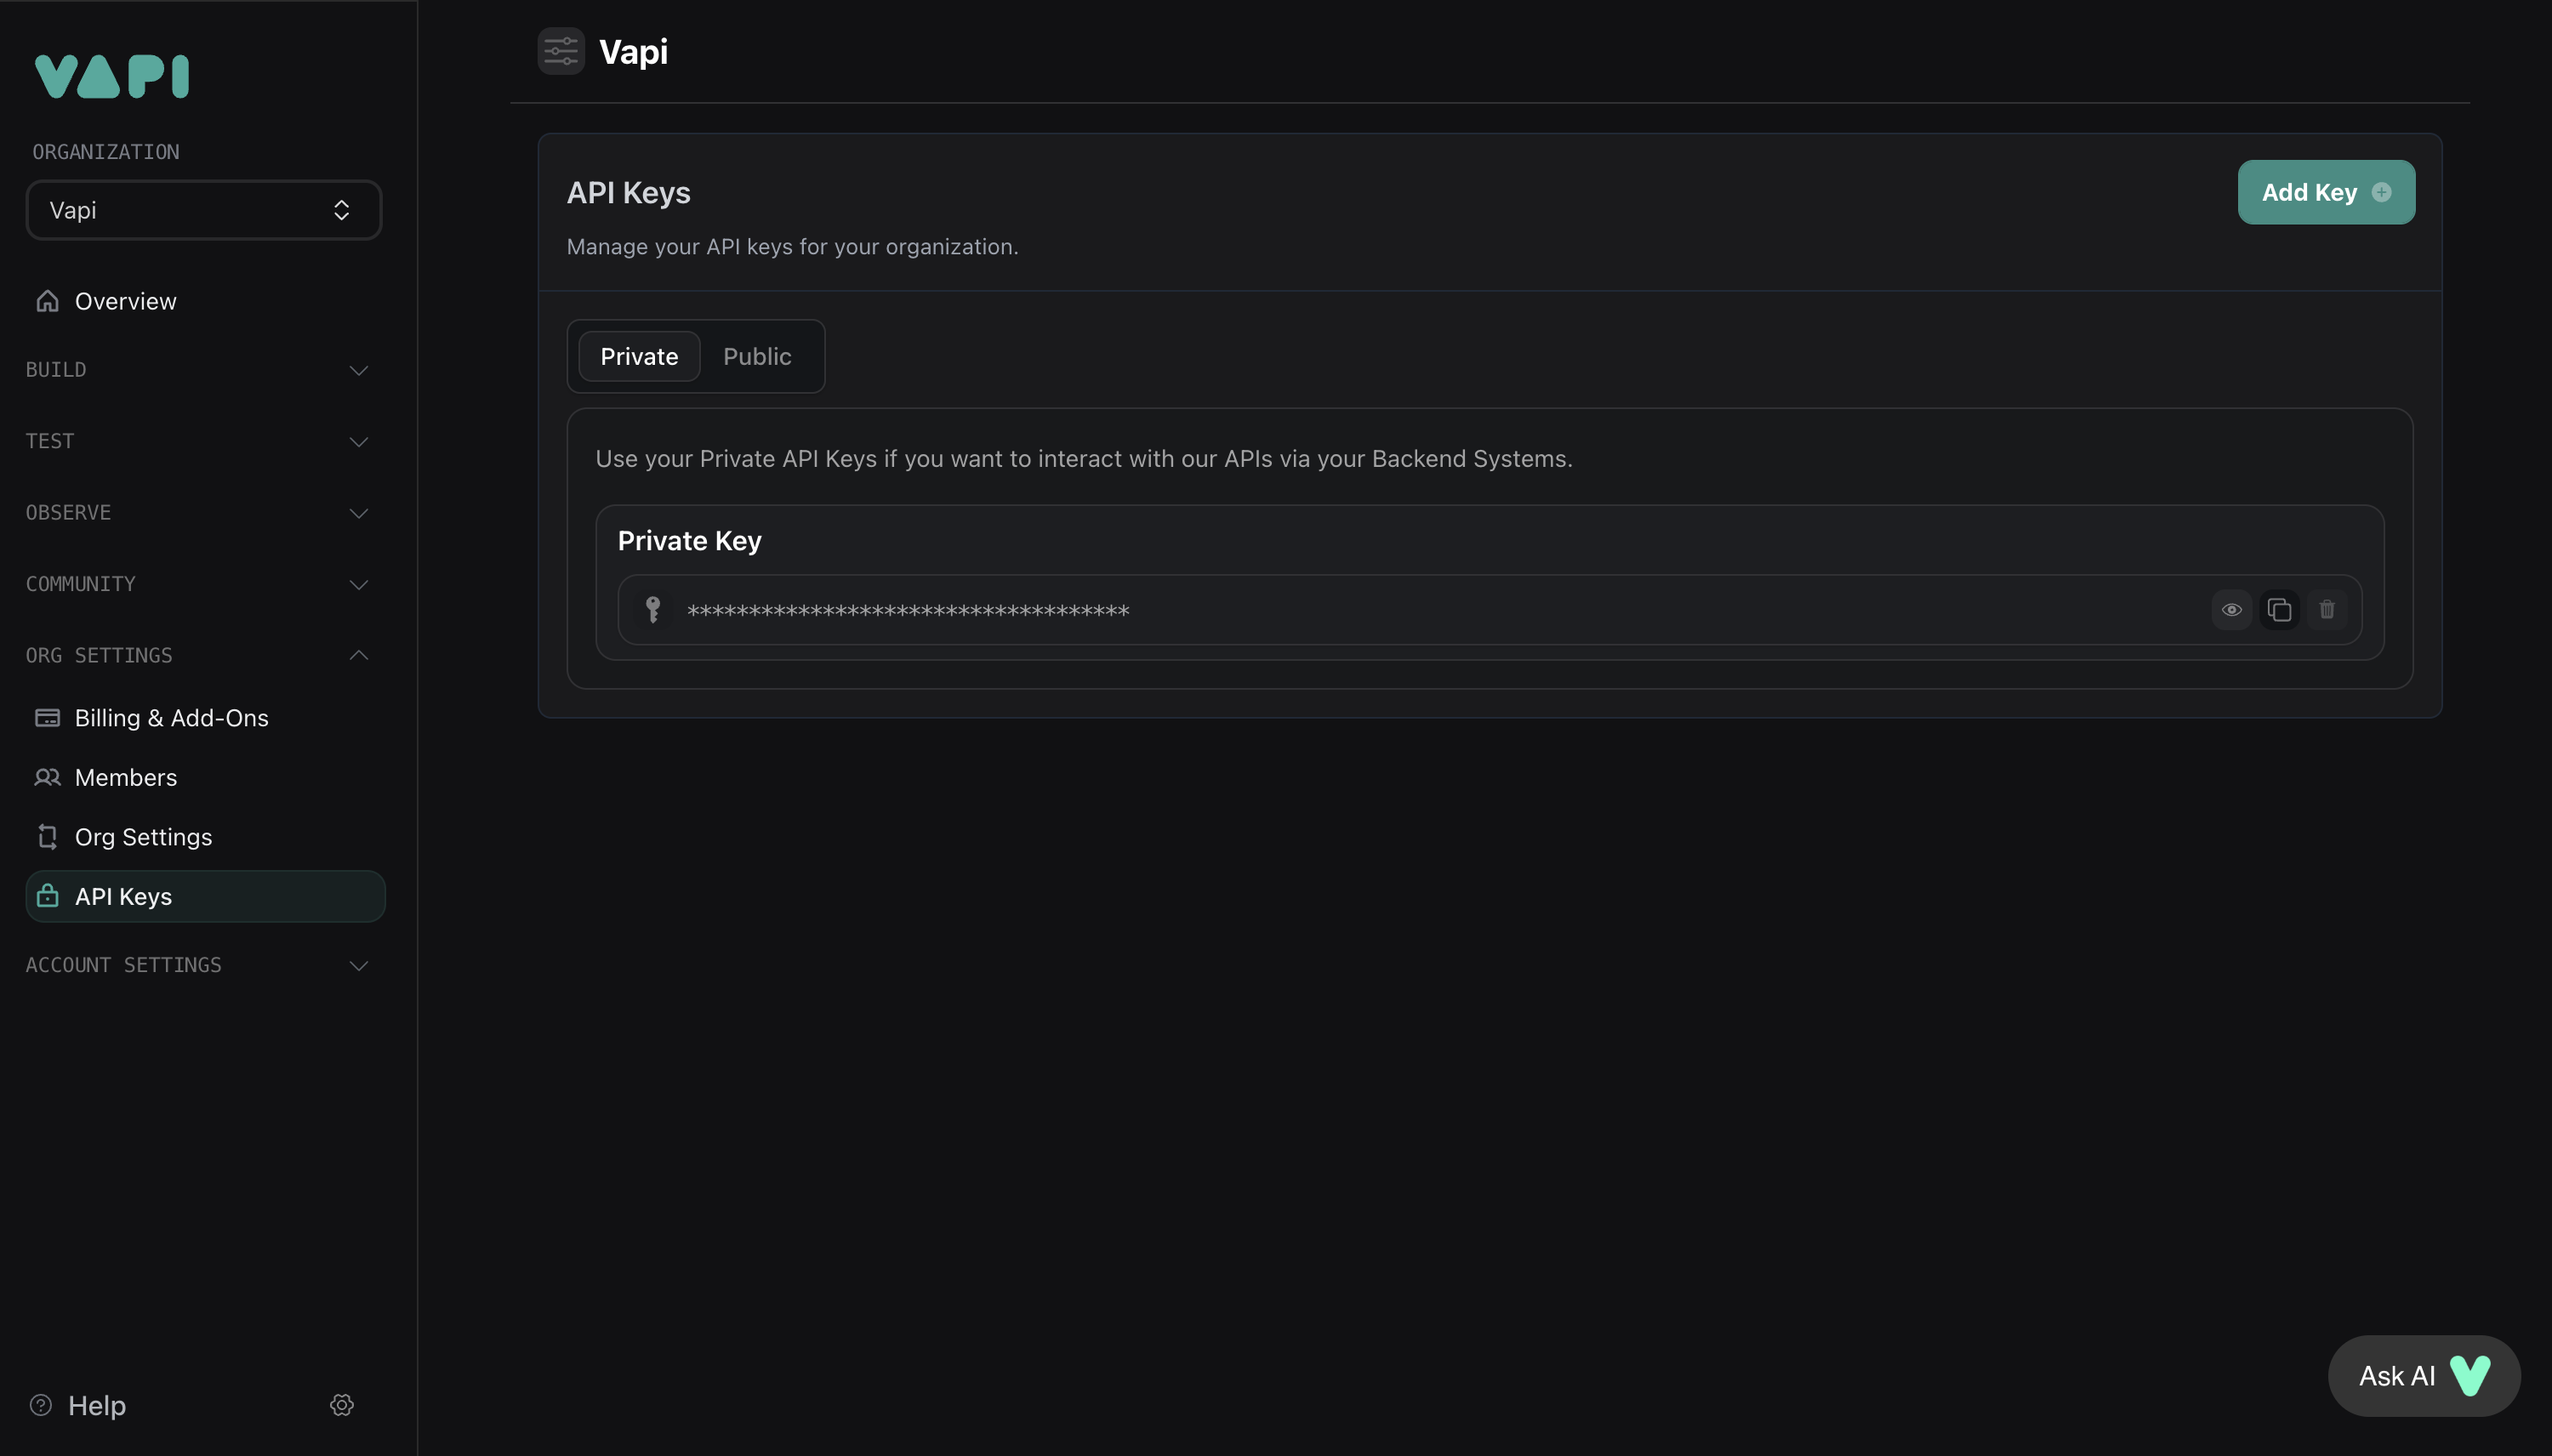 VAPI
ORGANIZATION
Vapi
Overview
BUILD
TEST
OBSERVE
COMMUNITY
ORG SETTINGS
Billing & Add-Ons
Members
Org Settings
API Keys
ACCOUNT SETTINGS
Help
Vapi
API Keys
Add Key
Manage your API keys for your organization.
Private Public
Use your Private API Keys if you want to interact with our APIs via your Backend Systems.
Private Key
************************************
Ask AI